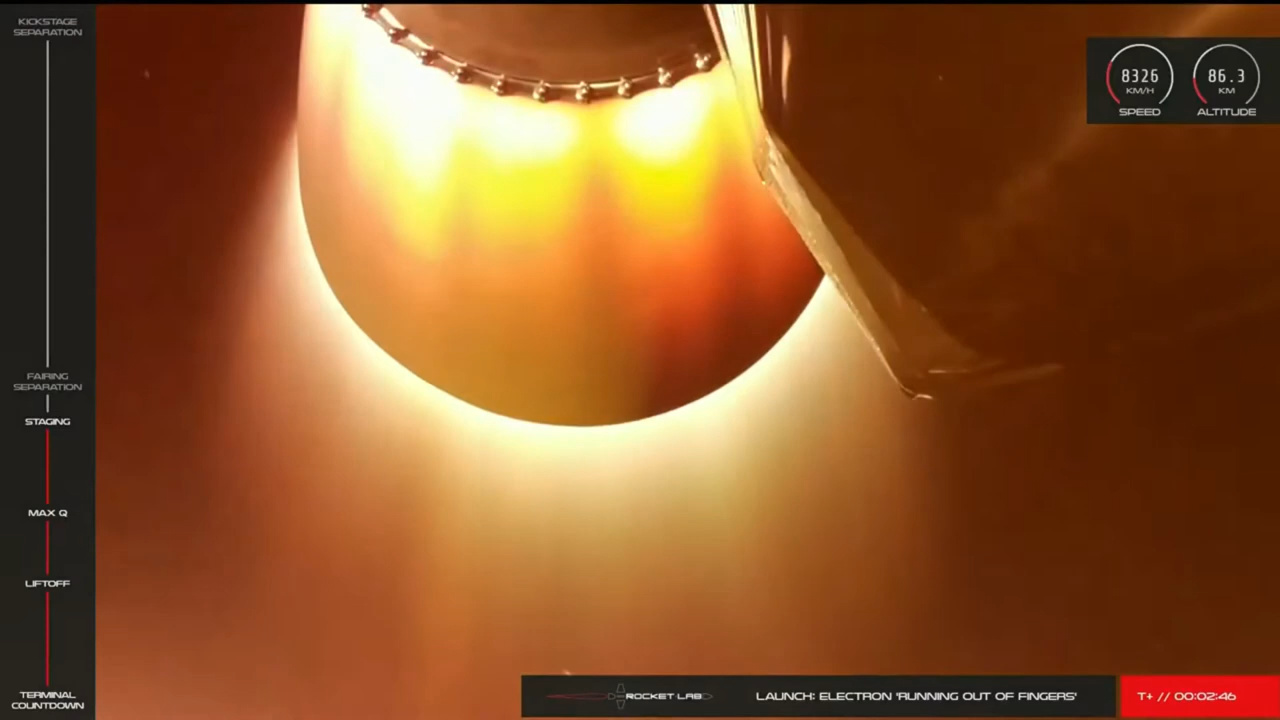 KICKSTAGE
SEPARATION
FAIRING
SEPARATION
STAGING
MAX Q
LIFTOFF
TERMINAL
COUNTDOWN
8326
KM/H
SPEED
86.3
KM
ALTITUDE
ROCKET LAB
LAUNCH: ELECTRON 'RUNNING OUT OF FINGERS'
T+ // 00:02:46